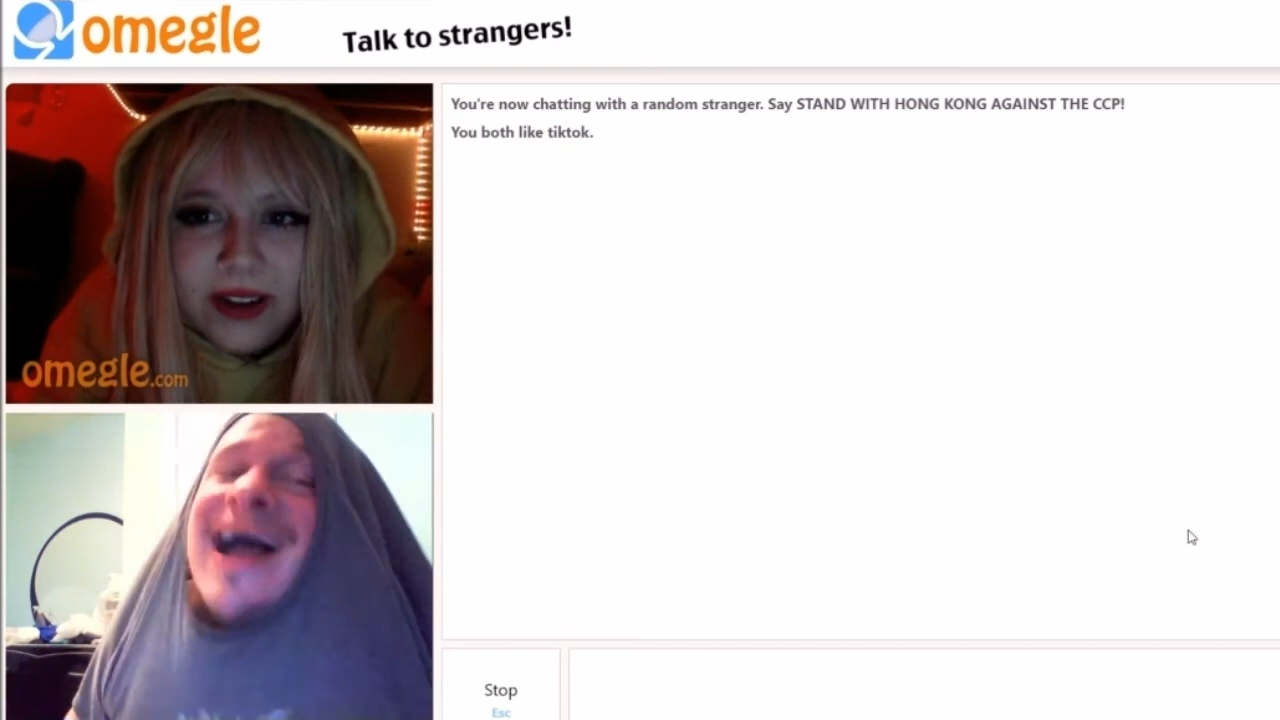 omegle
Talk to strangers!
You're now chatting with a random stranger. Say STAND WITH HONG KONG AGAINST THE CCP!
You both like tiktok.
omegle.com
Stop
Esc